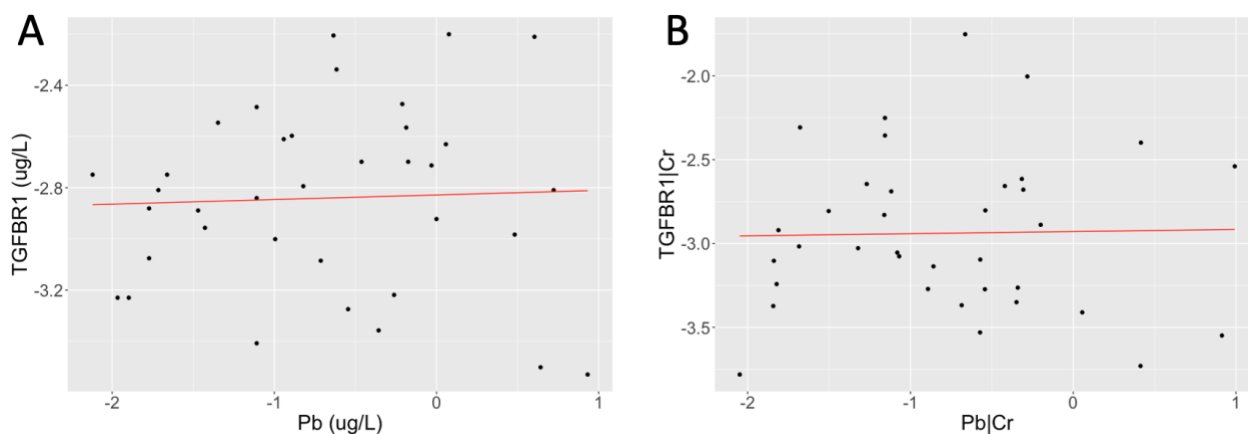 A
TGFBR1 (ug/L)
-2.4
-2.8
-3.2
-2
-1
0
1
Pb (ug/L)
B
TGFBR1|Cr
-2.0
-2.5
-3.0
-3.5
-2
-1
0
1
Pb|Cr